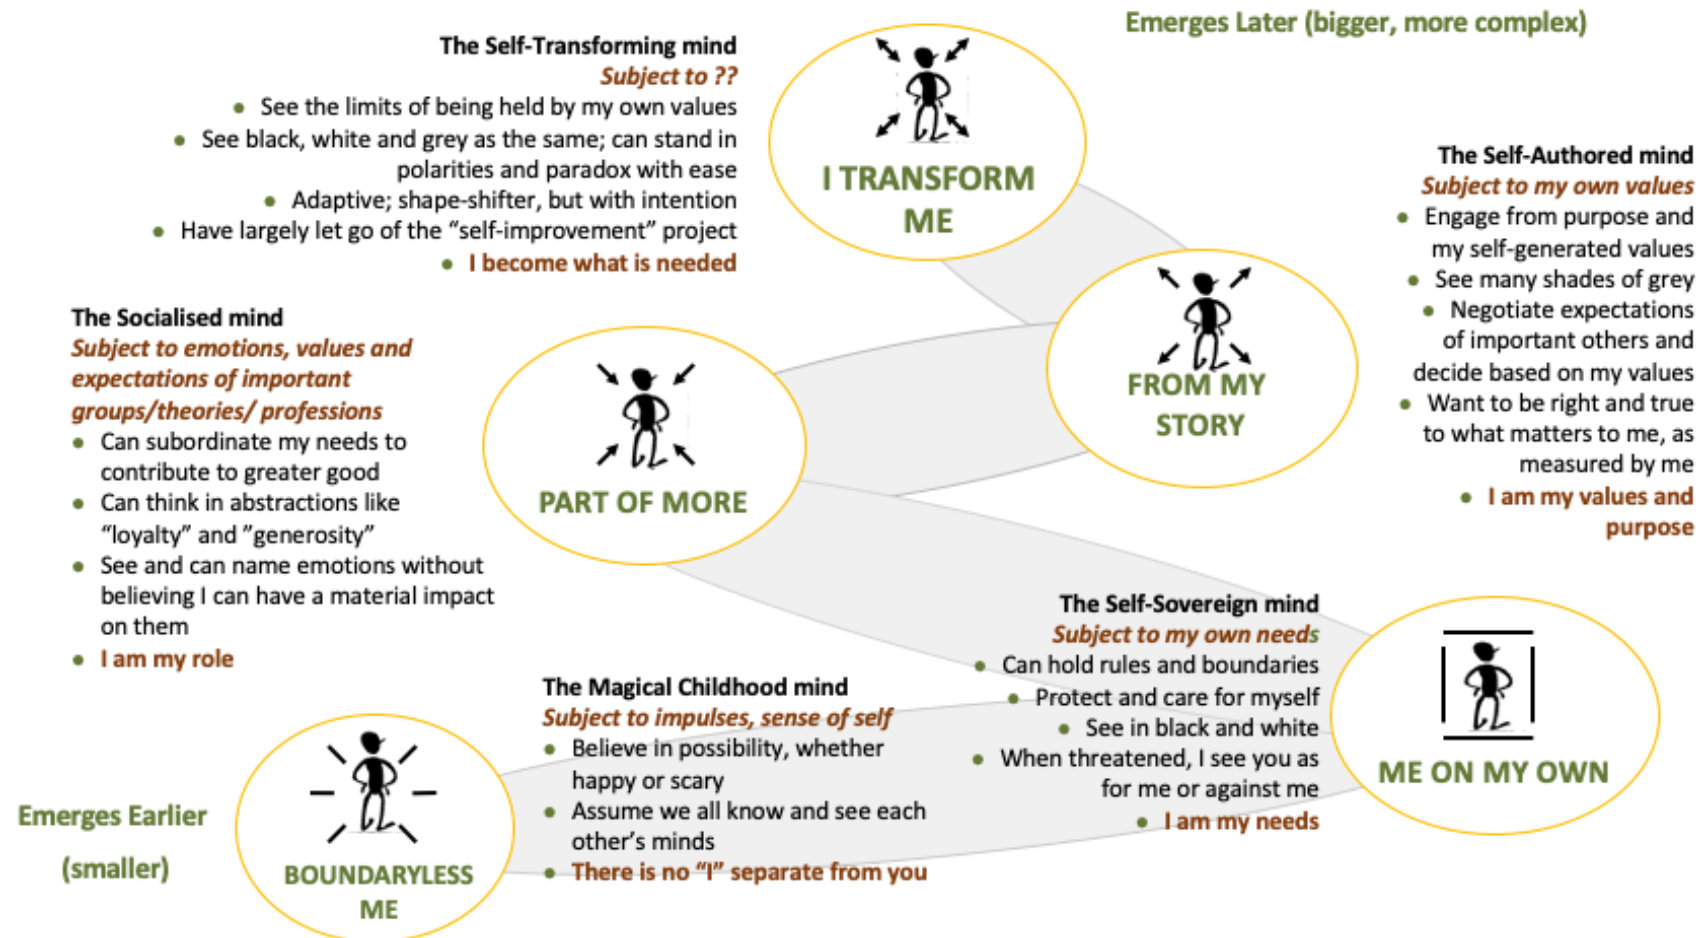 Emerges Later (bigger, more complex)
The Self-Transforming mind
Subject to ??
● See the limits of being held by my own values
● See black, white and grey as the same; can stand in
polarities and paradox with ease
● Adaptive; shape-shifter, but with intention
● Have largely let go of the “self-improvement” project
● I become what is needed
I TRANSFORM
ME
The Self-Authored mind
Subject to my own values
● Engage from purpose and
my self-generated values
● See many shades of grey
● Negotiate expectations
of important others and
decide based on my values
● Want to be right and true
to what matters to me, as
measured by me
● I am my values and
purpose
FROM MY
STORY
The Socialised mind
Subject to emotions, values and
expectations of important
groups/theories/ professions
● Can subordinate my needs to
contribute to greater good
● Can think in abstractions like
“loyalty” and ”generosity”
● See and can name emotions without
believing I can have a material impact
on them
● I am my role
PART OF MORE
The Self-Sovereign mind
Subject to my own needs
● Can hold rules and boundaries
● Protect and care for myself
● See in black and white
● When threatened, I see you as
for me or against me
● I am my needs
ME ON MY OWN
The Magical Childhood mind
Subject to impulses, sense of self
● Believe in possibility, whether
happy or scary
● Assume we all know and see each
other’s minds
● There is no “I” separate from you
BOUNDARYLESS
ME
Emerges Earlier
(smaller)